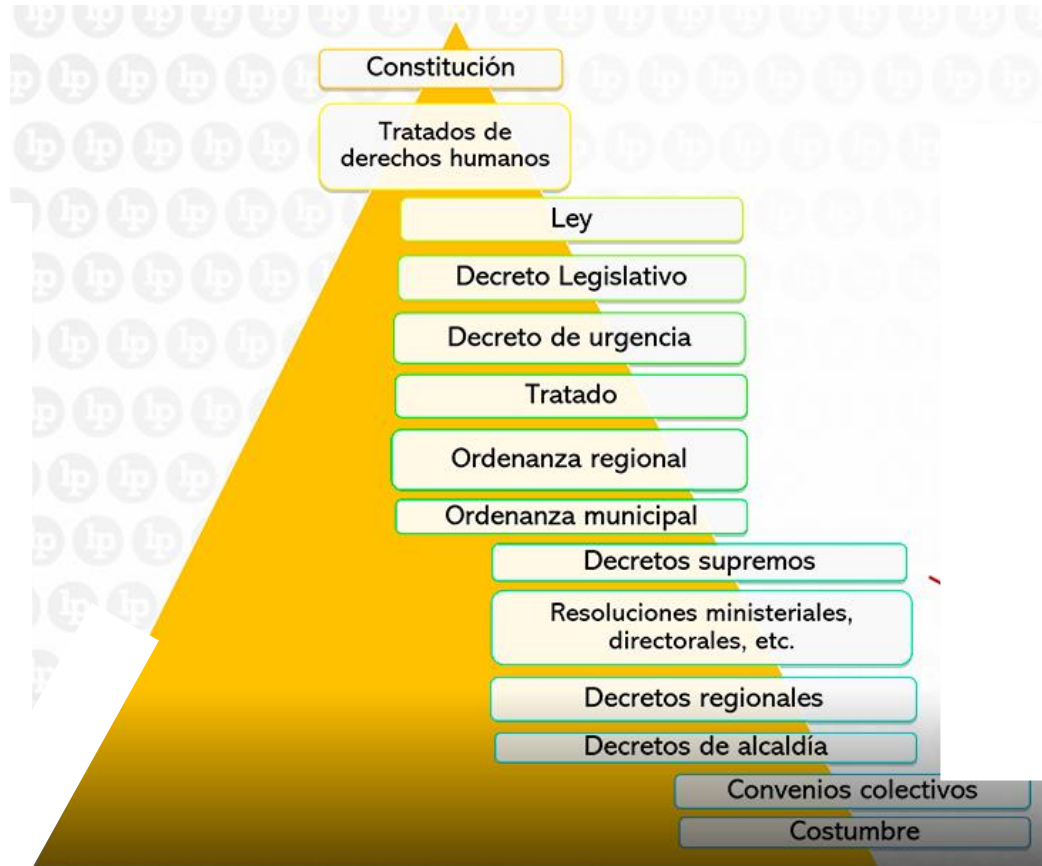 Constitución
Tratados de
derechos humanos
Ley
Decreto Legislativo
Decreto de urgencia
Tratado
Ordenanza regional
Ordenanza municipal
Decretos supremos
Resoluciones ministeriales,
directorales, etc.
Decretos regionales
Decretos de alcaldía
Convenios colectivos
Costumbre